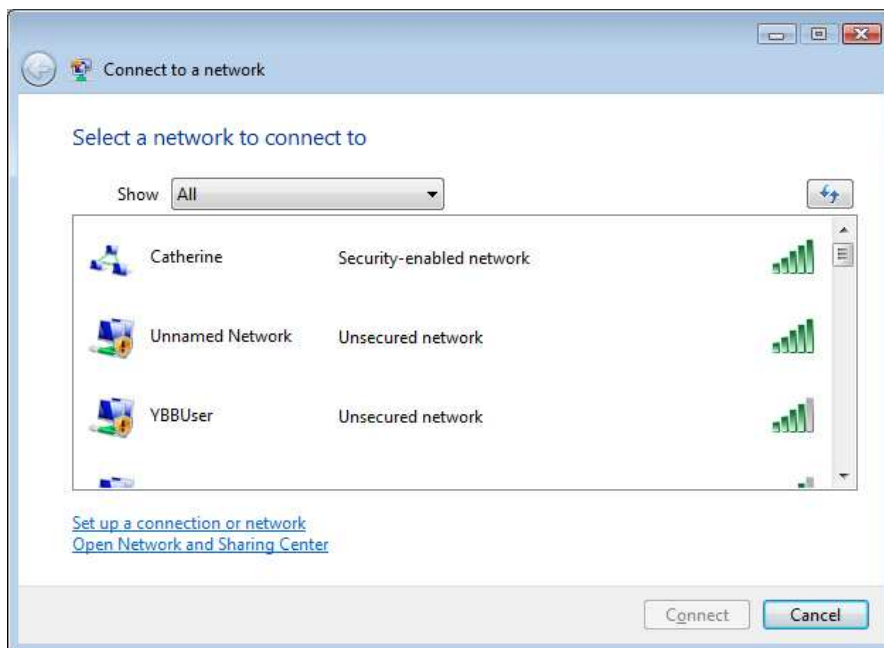 Connect to a network
Select a network to connect to
Show All
Catherine Security-enabled network
Unnamed Network Unsecured network
YBBUser Unsecured network
Set up a connection or network
Open Network and Sharing Center
Connect Cancel